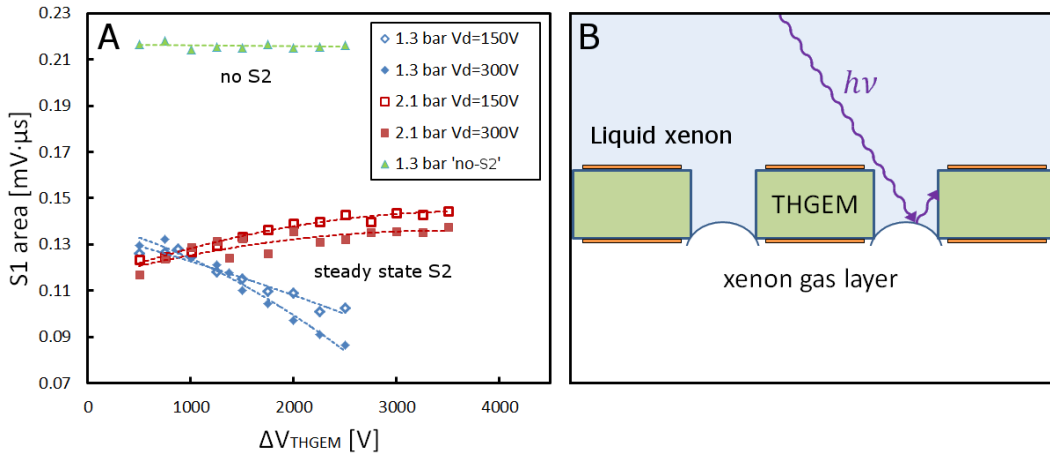 A
0.23
0.21
0.19
0.17
0.15
0.13
0.11
0.09
0.07
S1 area [mV·µs]
0
1000
2000
3000
4000
ΔVTHGEM [V]
no S2
steady state S2
1.3 bar Vd=150V
1.3 bar Vd=300V
2.1 bar Vd=150V
2.1 bar Vd=300V
1.3 bar 'no-S2'
B
hν
Liquid xenon
THGEM
xenon gas layer